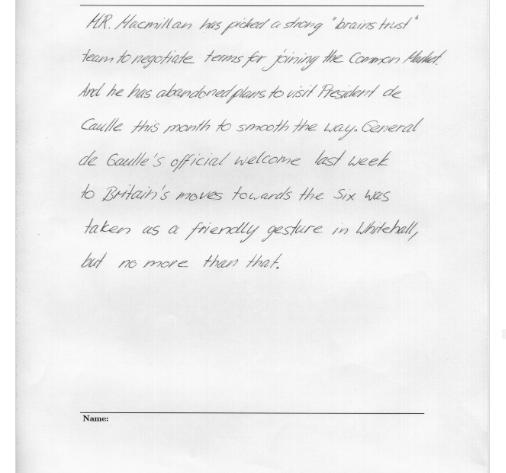 MR. Macmillan has picked a strong "brains trust"
team to negotiate terms for joining the Common Market.
And he has abandoned plans to visit President de
Gaulle this month to smooth the way. General
de Gaulle's official welcome last week
to Britain's moves towards the Six was
taken as a friendly gesture in Whitehall,
but no more than that.
Name: